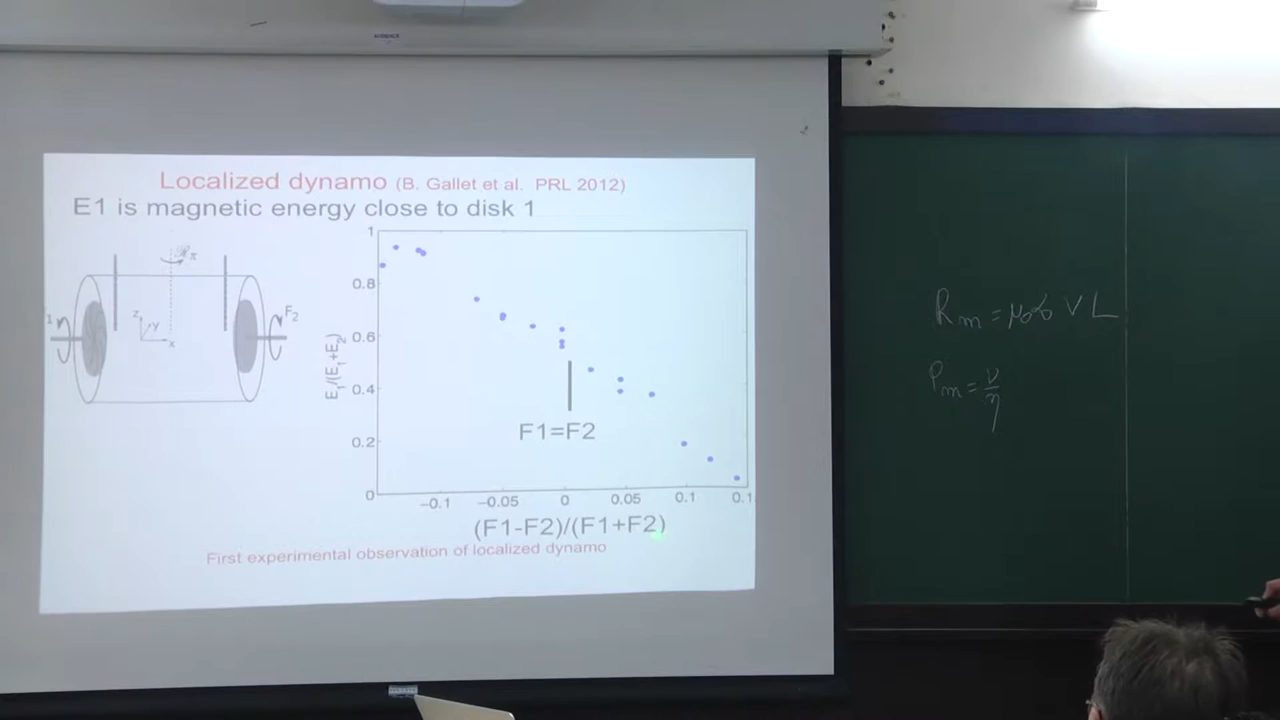 Localized dynamo (B. Gallet et al. PRL 2012)
E1 is magnetic energy close to disk 1
1
F2
z
y
x
π
E1/(E1+E2)
1
0.8
0.6
0.4
0.2
0
F1=F2
−0.1
−0.05
0
0.05
0.1
0.1
(F1-F2)/(F1+F2)
First experimental observation of localized dynamo
Rm = μ0σ V L
Pm = ν/η